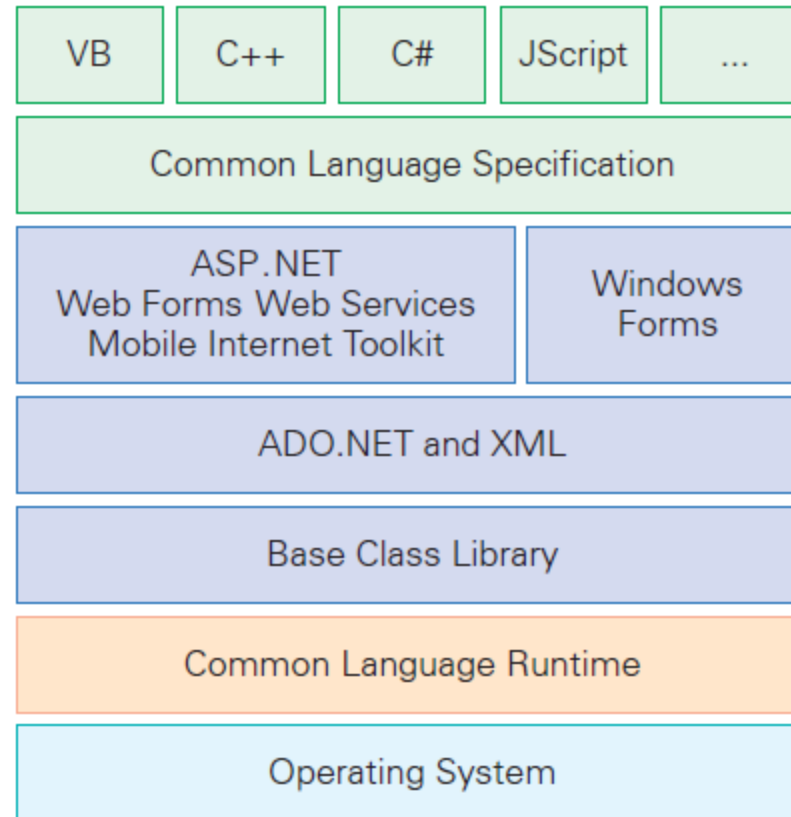 VB C++ C# JScript ...
Common Language Specification
ASP.NET
Web Forms Web Services
Mobile Internet Toolkit
Windows
Forms
ADO.NET and XML
Base Class Library
Common Language Runtime
Operating System